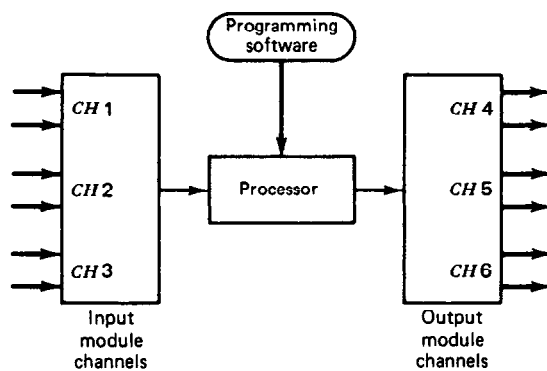 Programming
software
CH 1
CH 2
CH 3
Processor
CH 4
CH 5
CH 6
Input
module
channels
Output
module
channels